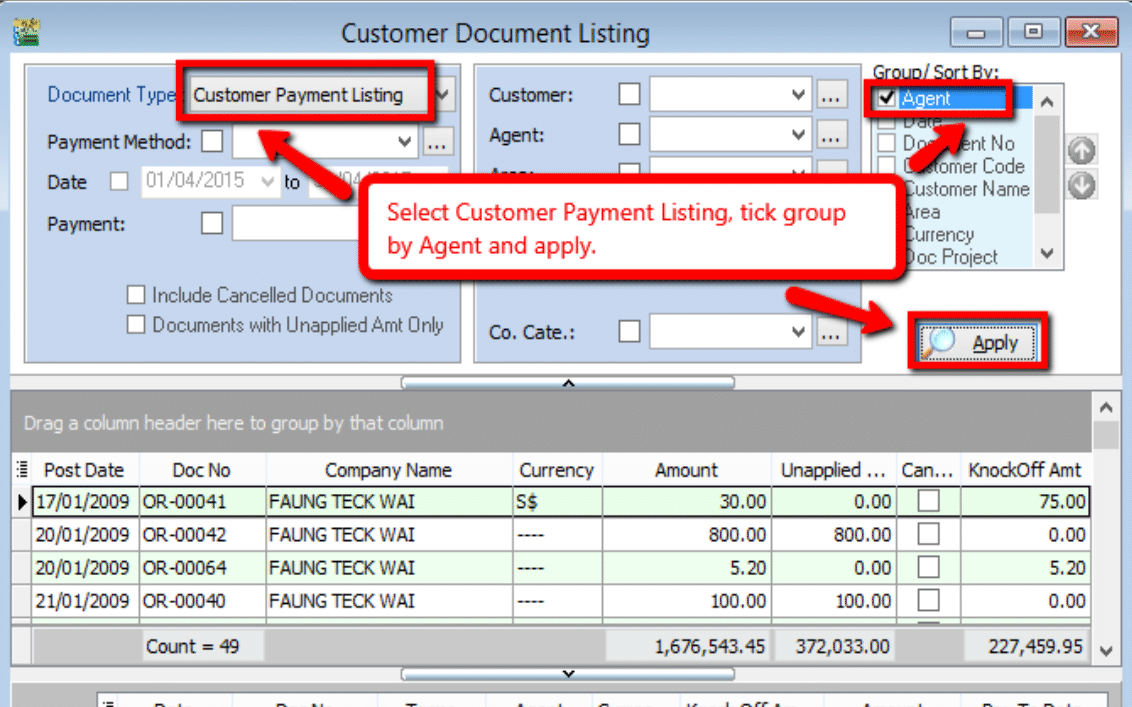 Customer Document Listing
Document Type: Customer Payment Listing
Customer:
...
Group/ Sort By:
Agent
Date
Payment Method:
...
Agent:
...
Document No
Customer Code
Date 01/04/2015 to
Customer Name
Select Customer Payment Listing, tick group
by Agent and apply.
Area
Payment:
Currency
Doc Project
Include Cancelled Documents
Documents with Unapplied Amt Only
Co. Cate.:
...
Apply
Drag a column header here to group by that column
Post Date Doc No Company Name Currency Amount Unapplied ... Can... KnockOff Amt
17/01/2009 OR-00041 FAUNG TECK WAI S$ 30.00 0.00 75.00
20/01/2009 OR-00042 FAUNG TECK WAI ---- 800.00 800.00 0.00
20/01/2009 OR-00064 FAUNG TECK WAI ---- 5.20 0.00 5.20
21/01/2009 OR-00040 FAUNG TECK WAI ---- 100.00 100.00 0.00
Count = 49 1,676,543.45 372,033.00 227,459.95